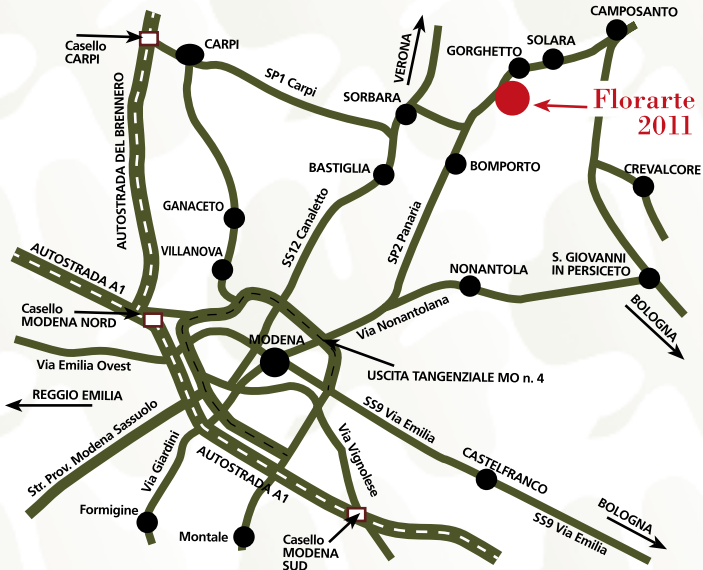 CAMPOSANTO
Casello
CARPI
CARPI
VERONA
GORGHETTO
SOLARA
SP1 Carpi
SORBARA
Florarte
2011
AUTOSTRADA DEL BRENNERO
BASTIGLIA
BOMPORTO
CREVALCORE
GANACETO
SS12 Canaletto
SP2 Panaria
VILLANOVA
AUTOSTRADA A1
NONANTOLA
S. GIOVANNI
IN PERSICETO
Casello
MODENA NORD
Via Nonantolana
BOLOGNA
MODENA
Via Emilia Ovest
USCITA TANGENZIALE MO n. 4
REGGIO EMILIA
SS9 Via Emilia
Str. Prov. Modena Sassuolo
Via Giardini
Via Vignolese
AUTOSTRADA A1
CASTELFRANCO
Formigine
Montale
Casello
MODENA
SUD
SS9 Via Emilia
BOLOGNA